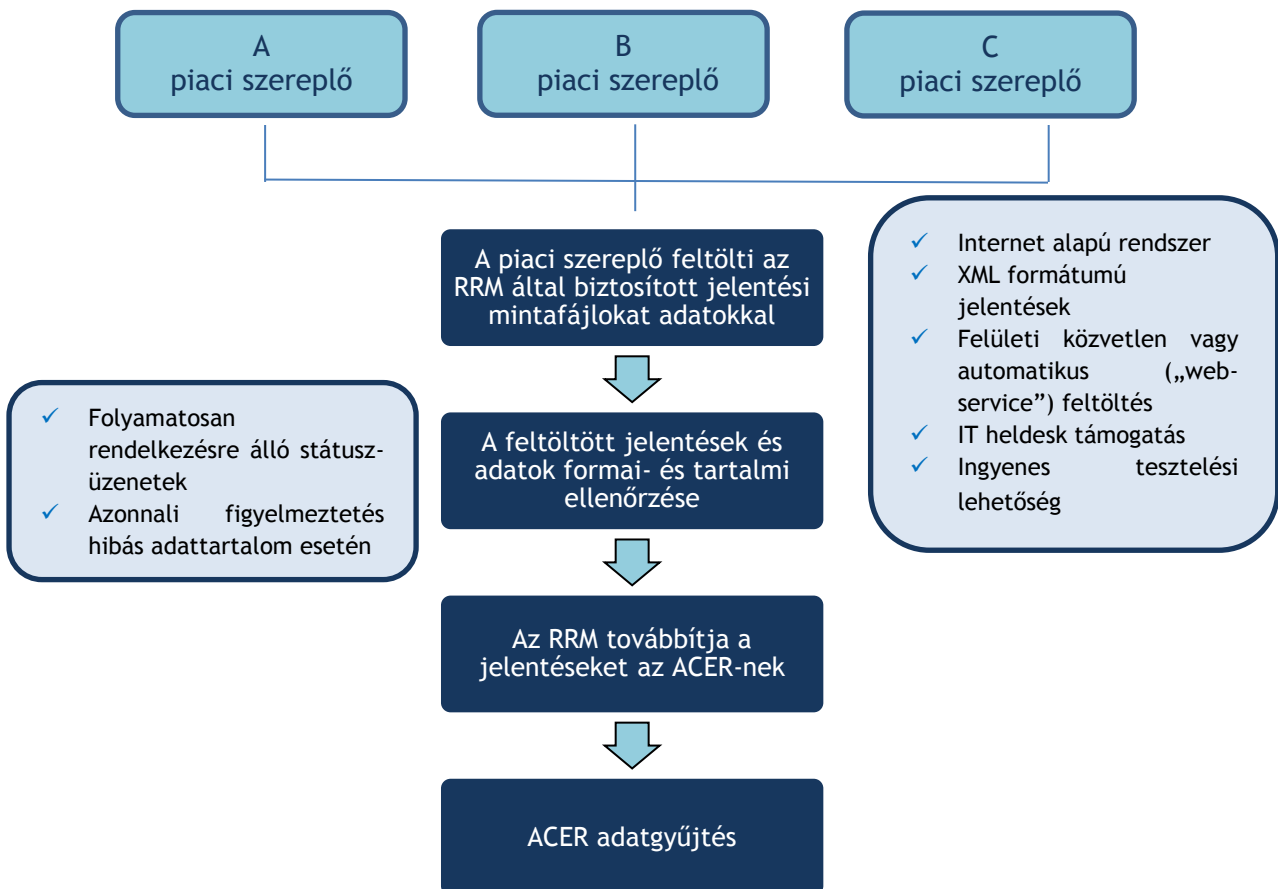 A
piaci szereplő
B
piaci szereplő
C
piaci szereplő
A piaci szereplő feltölti az
RRM által biztosított jelentési
mintafájlokat adatokkal
✓ Internet alapú rendszer
✓ XML formátumú
jelentések
✓ Felületi közvetlen vagy
automatikus („web-
service”) feltöltés
✓ IT heldesk támogatás
✓ Ingyenes tesztelési
lehetőség
✓ Folyamatosan
rendelkezésre álló státusz-
üzenetek
✓ Azonnali figyelmeztetés
hibás adattartalom esetén
A feltöltött jelentések és
adatok formai- és tartalmi
ellenőrzése
Az RRM továbbítja a
jelentéseket az ACER-nek
ACER adatgyűjtés